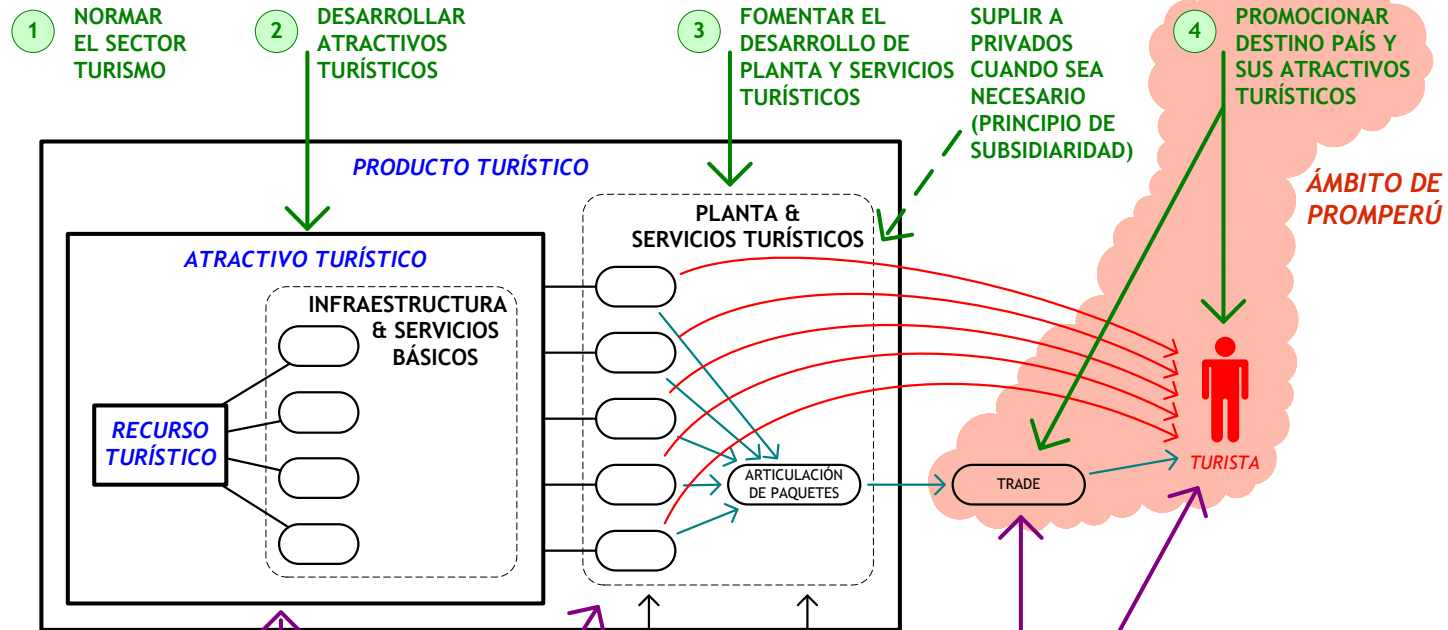 1
NORMAR
EL SECTOR
TURISMO
2
DESARROLLAR
ATRACTIVOS
TURÍSTICOS
3
FOMENTAR EL
DESARROLLO DE
PLANTA Y SERVICIOS
TURÍSTICOS
SUPLIR A
PRIVADOS
CUANDO SEA
NECESARIO
(PRINCIPIO DE
SUBSIDIARIDAD)
4
PROMOCIONAR
DESTINO PAÍS Y
SUS ATRACTIVOS
TURÍSTICOS
ÁMBITO DE
PROMPERÚ
PRODUCTO TURÍSTICO
PLANTA &
SERVICIOS TURÍSTICOS
ATRACTIVO TURÍSTICO
INFRAESTRUCTURA
& SERVICIOS
BÁSICOS
RECURSO
TURÍSTICO
ARTICULACIÓN
DE PAQUETES
TRADE
TURISTA